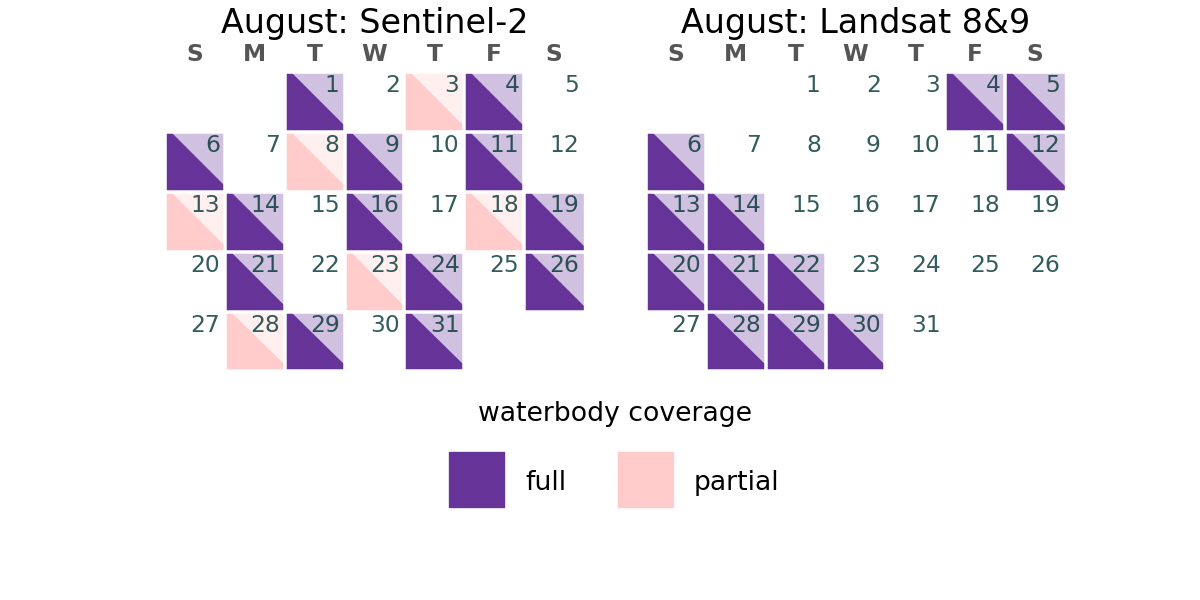 August: Sentinel-2
S M T W T F S
1 2 3 4 5
6 7 8 9 10 11 12
13 14 15 16 17 18 19
20 21 22 23 24 25 26
27 28 29 30 31
August: Landsat 8&9
S M T W T F S
1 2 3 4 5
6 7 8 9 10 11 12
13 14 15 16 17 18 19
20 21 22 23 24 25 26
27 28 29 30 31
waterbody coverage
full partial